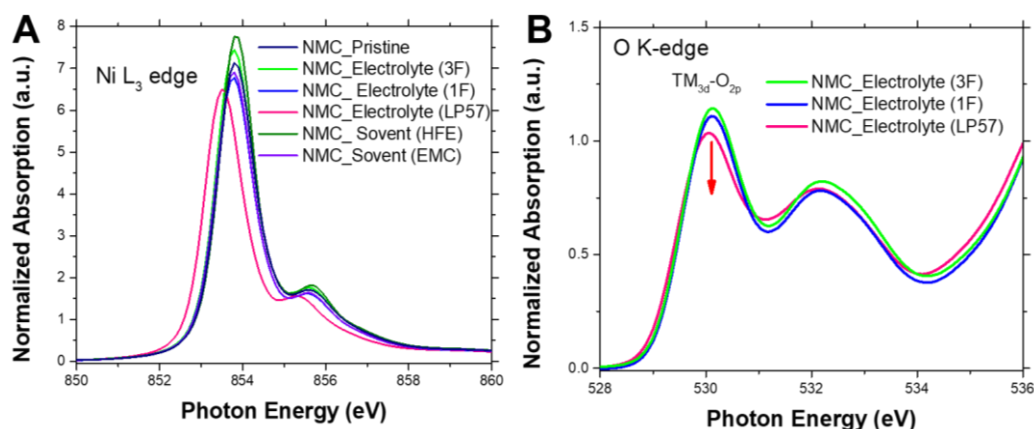 A
Normalized Absorption (a.u.)
8
7
6
5
4
3
2
1
0
Ni L3 edge
NMC_Pristine
NMC_Electrolyte (3F)
NMC_ Electrolyte (1F)
NMC_Electrolyte (LP57)
NMC_ Sovent (HFE)
NMC_Sovent (EMC)
850 852 854 856 858 860
Photon Energy (eV)
B
Normalized Absorption (a.u.)
1.5
1.0
0.5
0.0
O K-edge
TM3d-O2p
NMC_Electrolyte (3F)
NMC_Electrolyte (1F)
NMC_Electrolyte (LP57)
528 530 532 534 536
Photon Energy (eV)